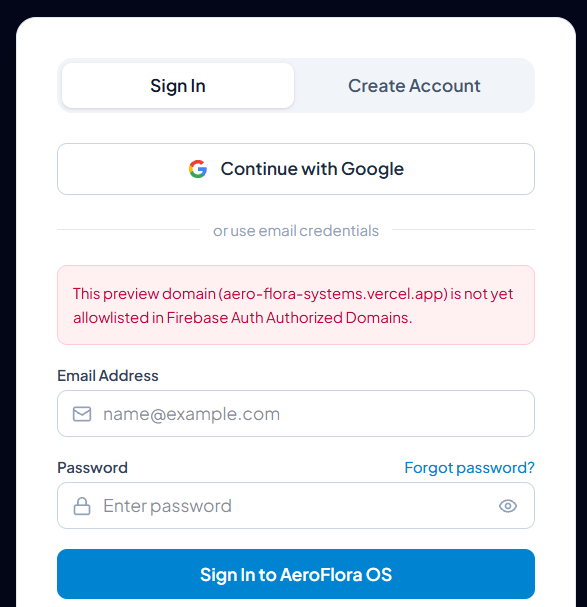 Sign In
Create Account
Continue with Google
or use email credentials
This preview domain (aero-flora-systems.vercel.app) is not yet
allowlisted in Firebase Auth Authorized Domains.
Email Address
name@example.com
Password
Forgot password?
Enter password
Sign In to AeroFlora OS